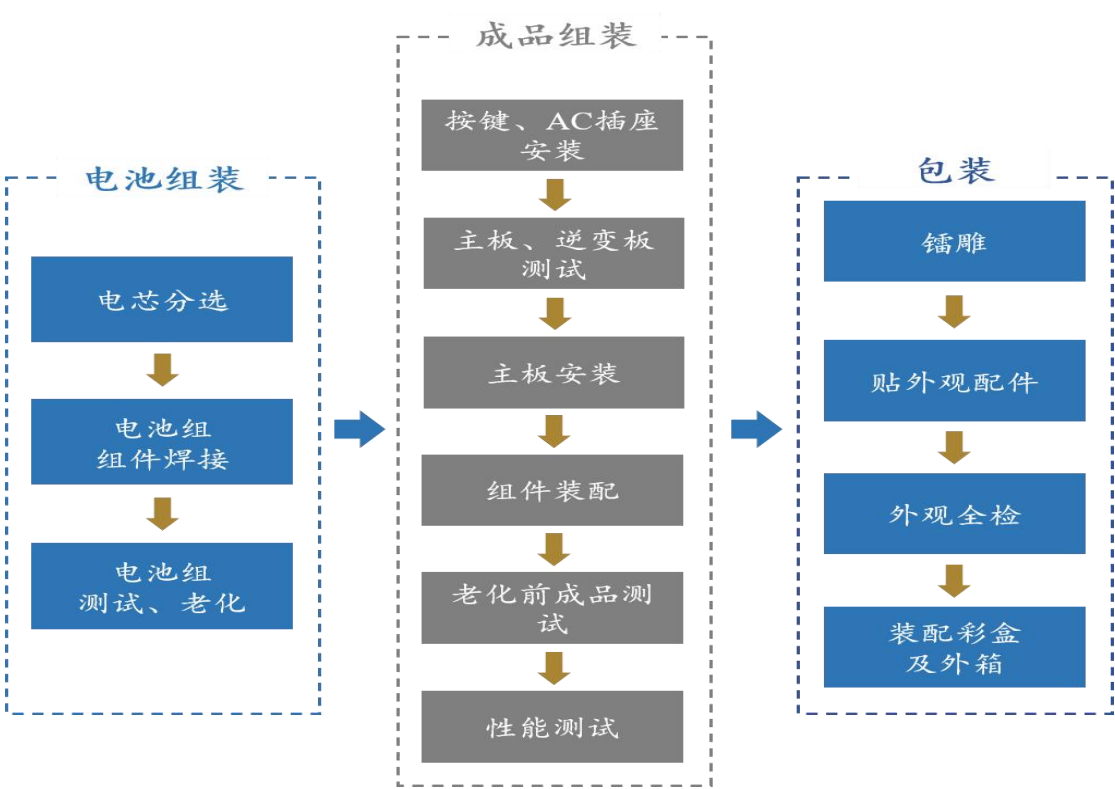 电池组装
电芯分选
电池组
组件焊接
电池组
测试、老化
成品组装
按键、AC插座
安装
主板、逆变板
测试
主板安装
组件装配
老化前成品测
试
性能测试
包装
镭雕
贴外观配件
外观全检
装配彩盒
及外箱